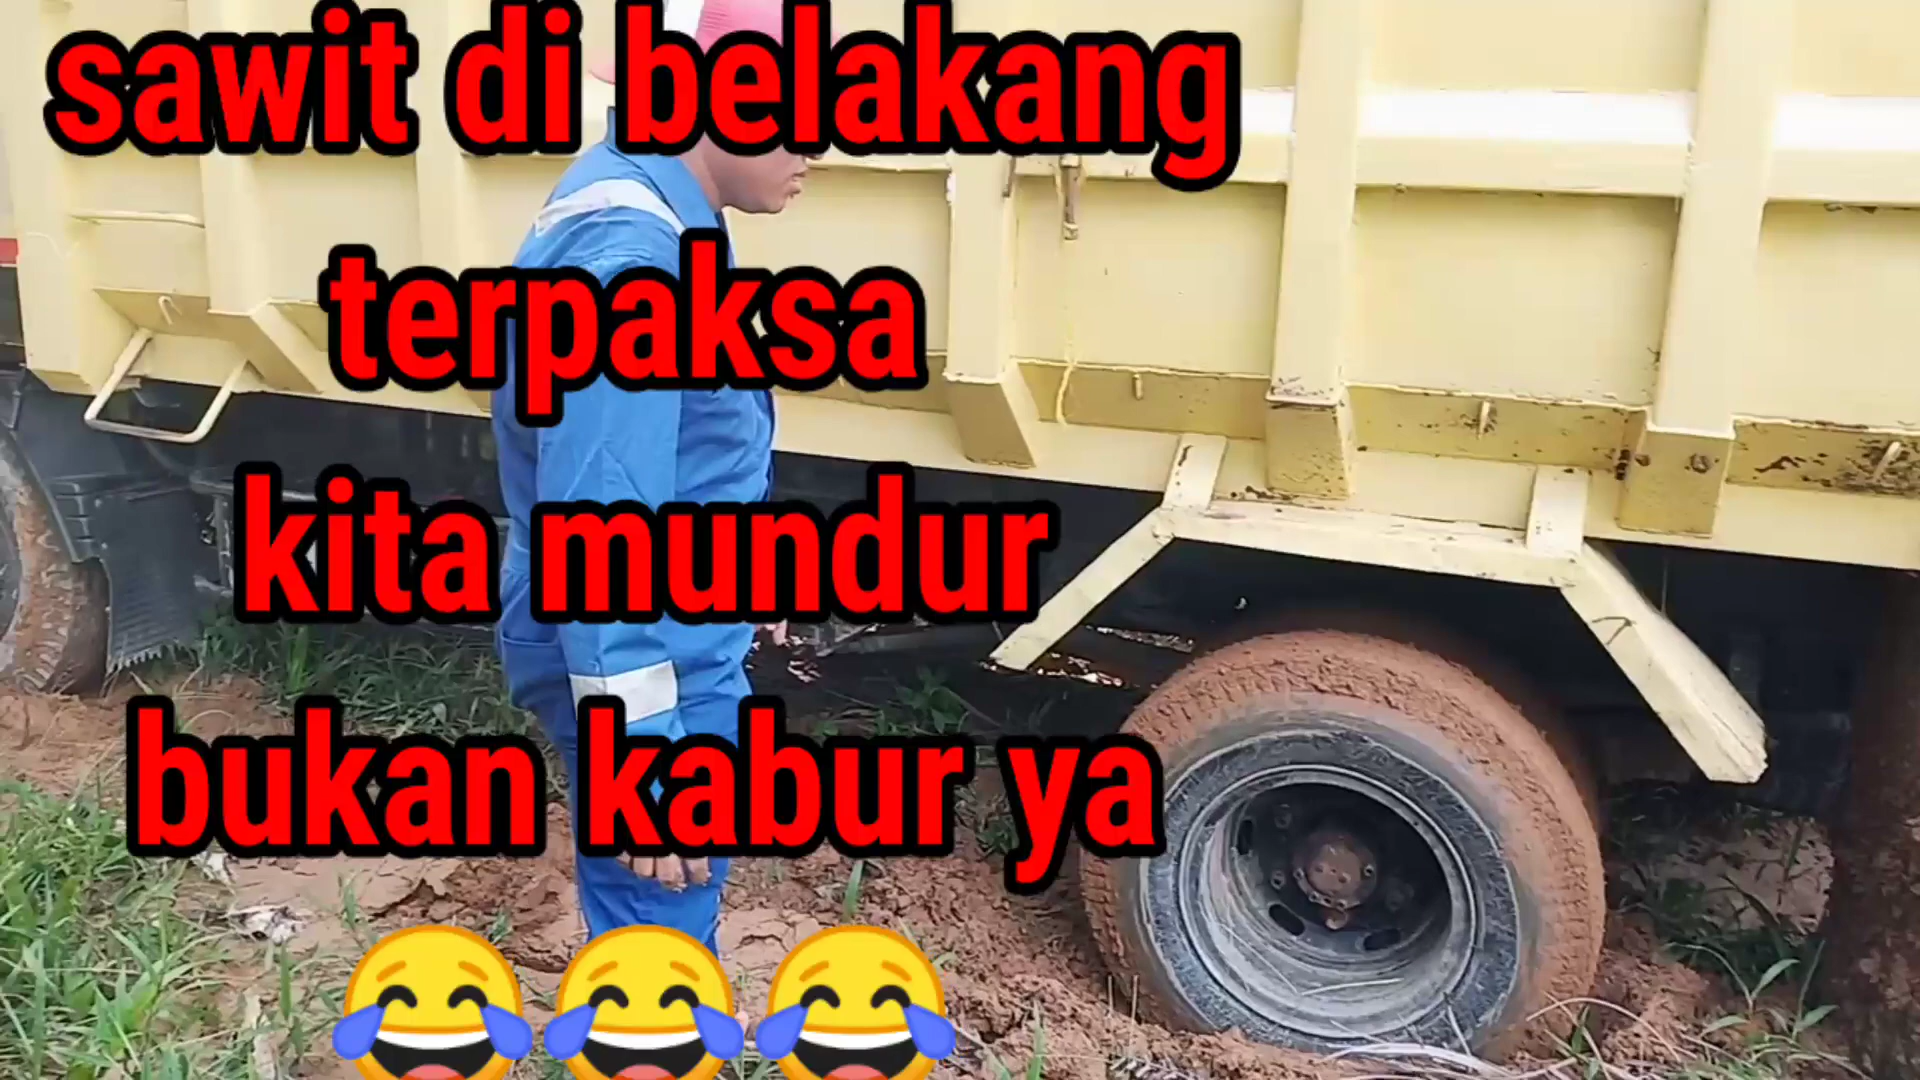 sawit di belakang
terpaksa
kita mundur
bukan kabur ya